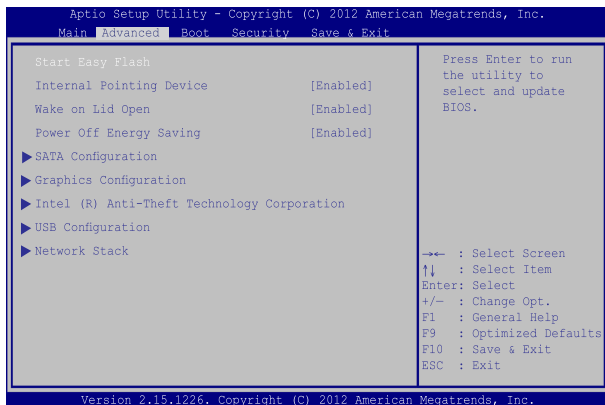 Aptio Setup Utility - Copyright (C) 2012 American Megatrends, Inc.
Main Advanced Boot Security Save & Exit
Start Easy Flash
Internal Pointing Device [Enabled]
Wake on Lid Open [Enabled]
Power Off Energy Saving [Enabled]
SATA Configuration
Graphics Configuration
Intel (R) Anti-Theft Technology Corporation
USB Configuration
Network Stack
Press Enter to run
the utility to
select and update
BIOS.
→← : Select Screen
↑↓ : Select Item
Enter: Select
+/— : Change Opt.
F1 : General Help
F9 : Optimized Defaults
F10 : Save & Exit
ESC : Exit
Version 2.15.1226. Copyright (C) 2012 American Megatrends, Inc.